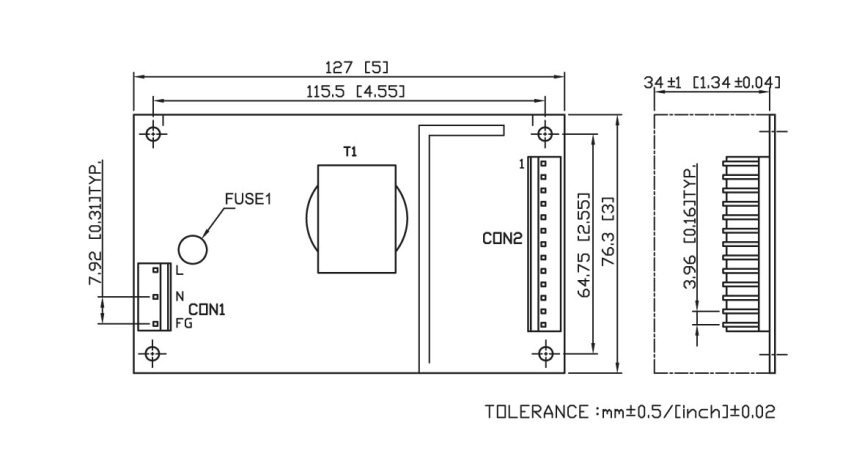 127 [5]
115.5 [4.55]
34±1 [1.34±0.04]
T1
1
7.92 [0.31]TYP.
FUSE1
CON2
64.75 [2.55]
76.3 [3]
3.96 [0.16]TYP.
L
N
CON1
FG
TOLERANCE :mm±0.5/[inch]±0.02